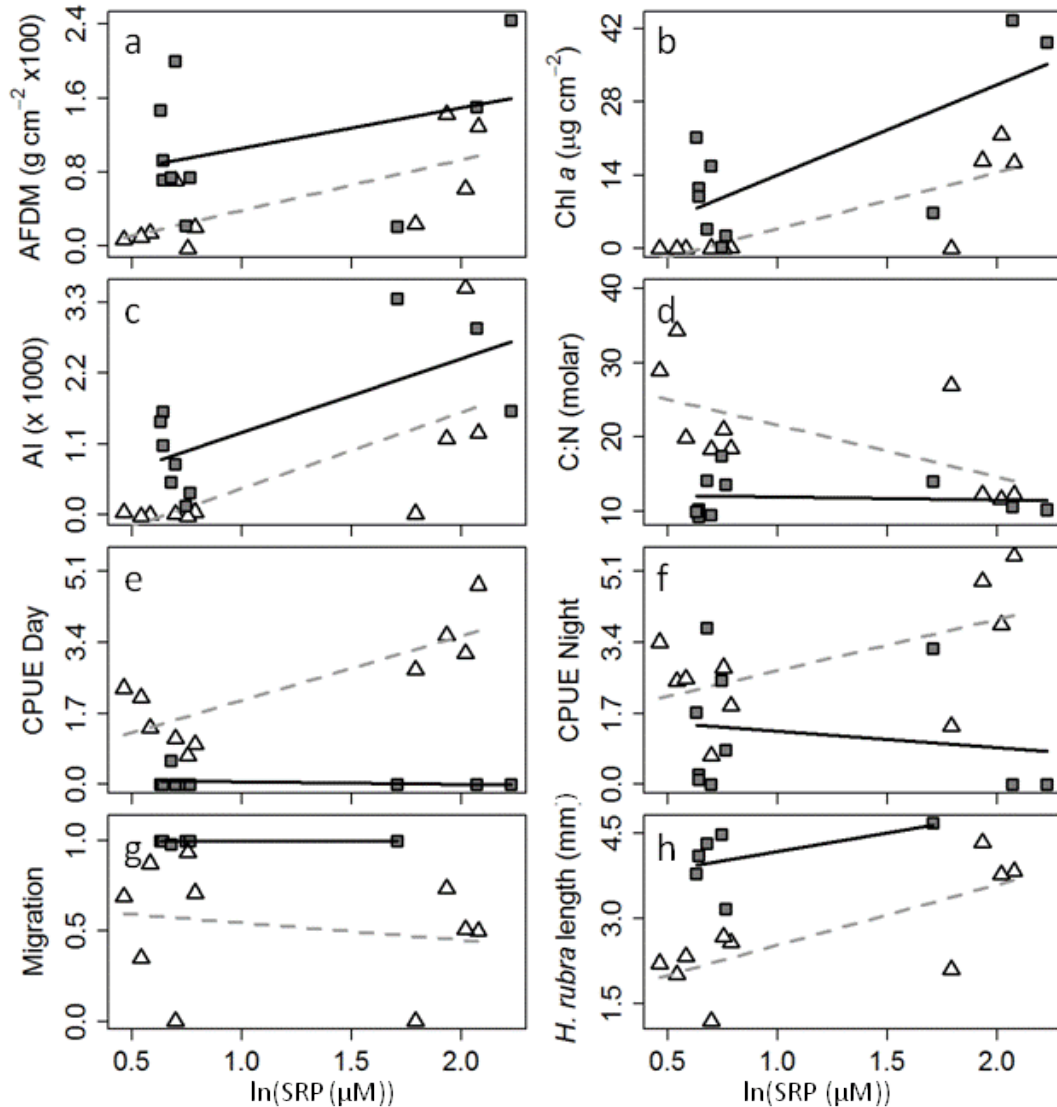 a
AFDM (g cm⁻² x100)
0.0 0.8 1.6 2.4
b
Chl a (µg cm⁻²)
0 14 28 42
c
AI (x 1000)
0.0 1.1 2.2 3.3
d
C:N (molar)
10 20 30 40
e
CPUE Day
0.0 1.7 3.4 5.1
f
CPUE Night
0.0 1.7 3.4 5.1
g
Migration
0.0 0.5 1.0
h
H. rubra length (mm)
1.5 3.0 4.5
0.5 1.0 1.5 2.0
ln(SRP (µM))
0.5 1.0 1.5 2.0
ln(SRP (µM))